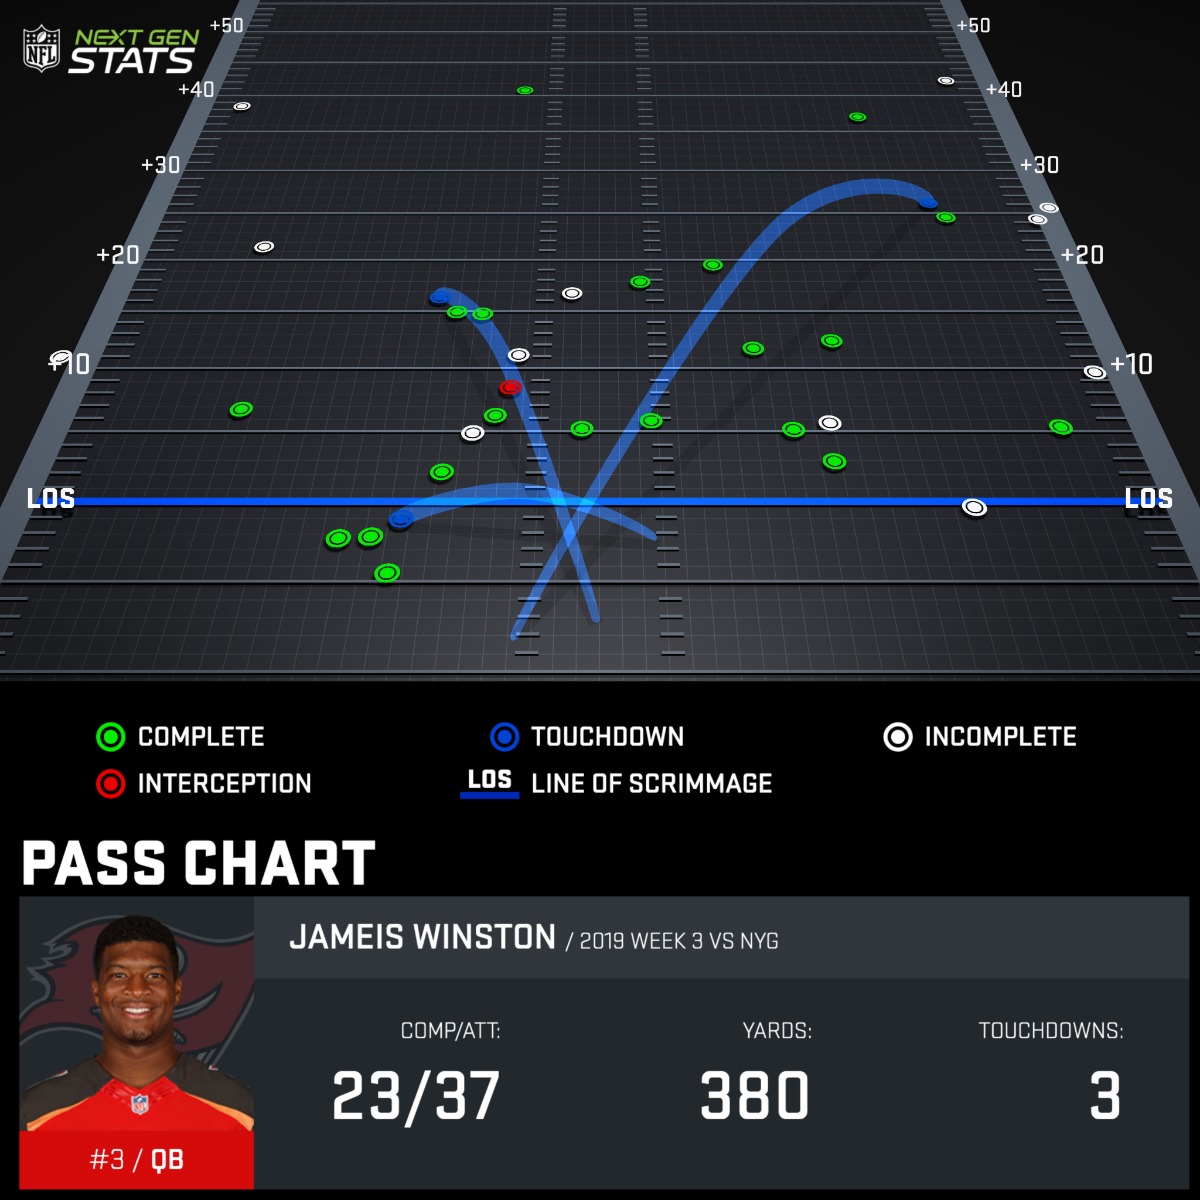 NFL NEXT GEN
STATS
+50 +50
+40 +40
+30 +30
+20 +20
+10 +10
LOS LOS
COMPLETE TOUCHDOWN INCOMPLETE
INTERCEPTION LOS LINE OF SCRIMMAGE
PASS CHART
JAMEIS WINSTON / 2019 WEEK 3 VS NYG
COMP/ATT: YARDS: TOUCHDOWNS:
23/37 380 3
#3 / QB